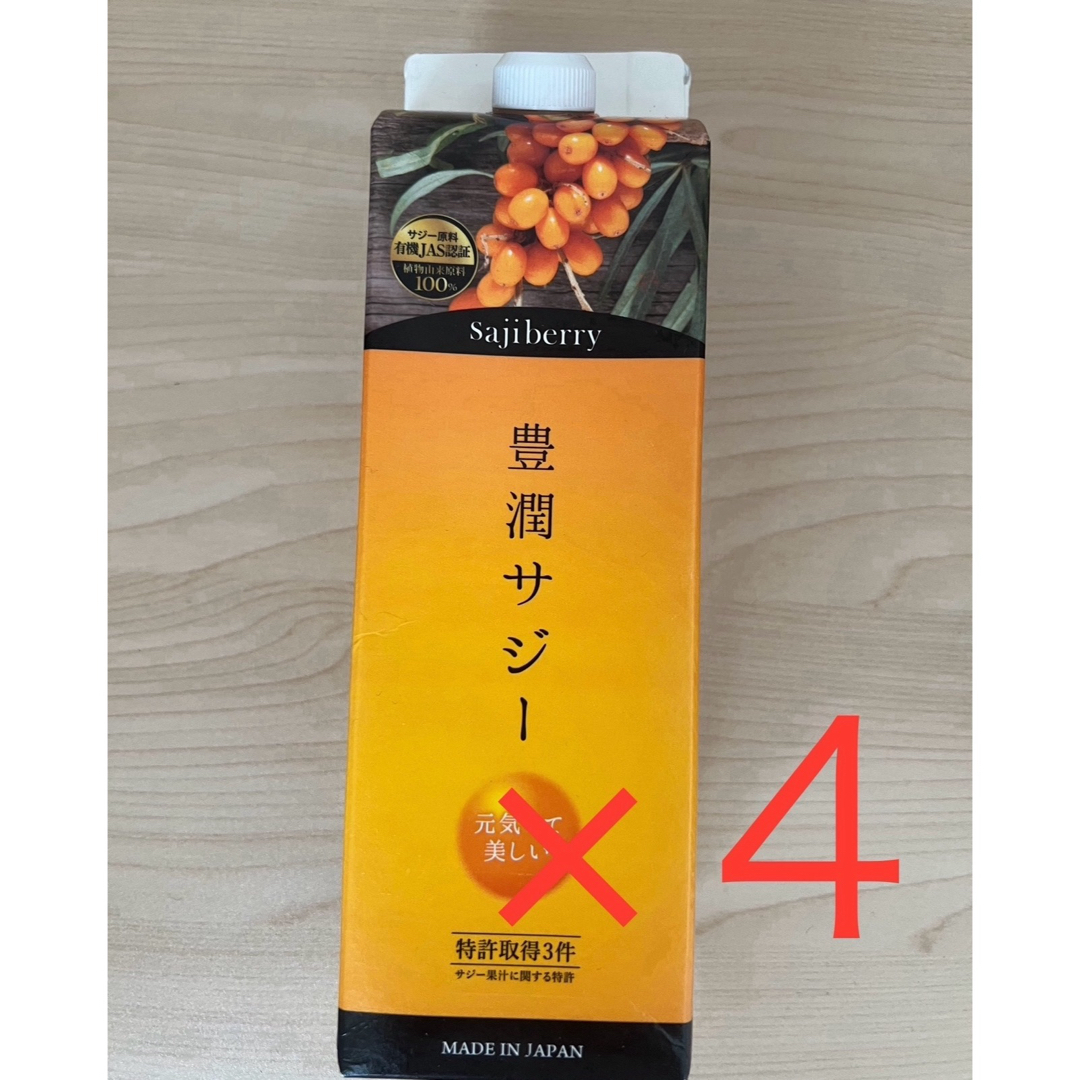 サジー原料
有機JAS認証
植物由来原料
100%
sajiberry
豊潤サジー
元気 て
美しい
×4
特許取得3件
サジー果汁に関する特許
MADE IN JAPAN